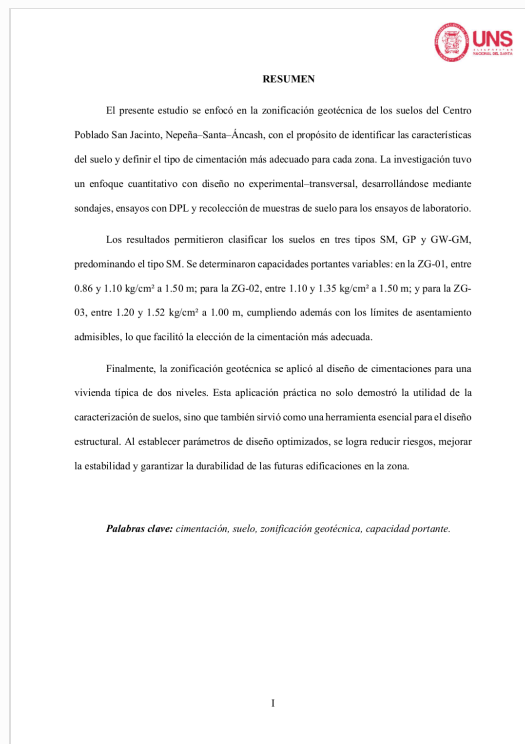 UNS
UNIVERSIDAD
NACIONAL DEL SANTA
RESUMEN
El presente estudio se enfocó en la zonificación geotécnica de los suelos del Centro
Poblado San Jacinto, Nepeña–Santa–Áncash, con el propósito de identificar las características
del suelo y definir el tipo de cimentación más adecuado para cada zona. La investigación tuvo
un enfoque cuantitativo con diseño no experimental–transversal, desarrollándose mediante
sondajes, ensayos con DPL y recolección de muestras de suelo para los ensayos de laboratorio.
Los resultados permitieron clasificar los suelos en tres tipos SM, GP y GW-GM,
predominando el tipo SM. Se determinaron capacidades portantes variables: en la ZG-01, entre
0.86 y 1.10 kg/cm² a 1.50 m; para la ZG-02, entre 1.10 y 1.35 kg/cm² a 1.50 m; y para la ZG-
03, entre 1.20 y 1.52 kg/cm² a 1.00 m, cumpliendo además con los límites de asentamiento
admisibles, lo que facilitó la elección de la cimentación más adecuada.
Finalmente, la zonificación geotécnica se aplicó al diseño de cimentaciones para una
vivienda típica de dos niveles. Esta aplicación práctica no solo demostró la utilidad de la
caracterización de suelos, sino que también sirvió como una herramienta esencial para el diseño
estructural. Al establecer parámetros de diseño optimizados, se logra reducir riesgos, mejorar
la estabilidad y garantizar la durabilidad de las futuras edificaciones en la zona.
Palabras clave: cimentación, suelo, zonificación geotécnica, capacidad portante.
I